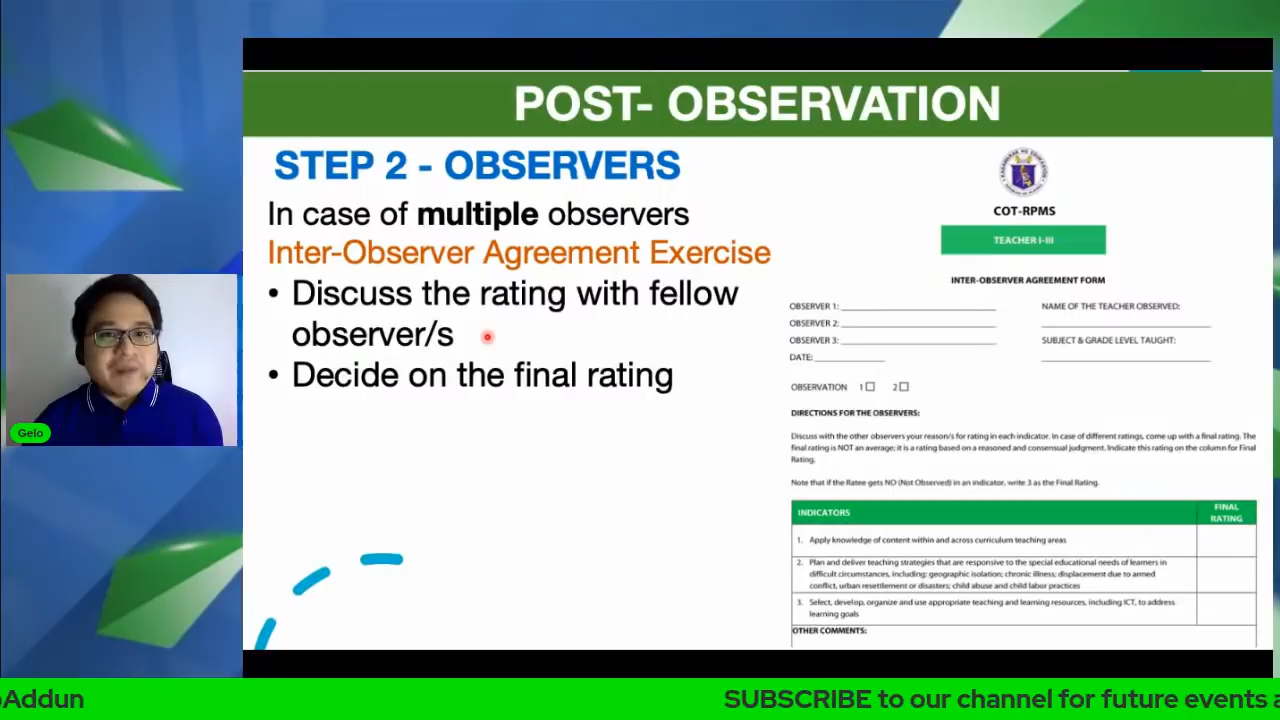 POST- OBSERVATION
STEP 2 - OBSERVERS
In case of multiple observers
Inter-Observer Agreement Exercise
• Discuss the rating with fellow
observer/s
• Decide on the final rating
COT-RPMS
TEACHER I-III
INTER-OBSERVER AGREEMENT FORM
OBSERVER 1:
OBSERVER 2:
OBSERVER 3:
DATE:
NAME OF THE TEACHER OBSERVED:
SUBJECT & GRADE LEVEL TAUGHT:
OBSERVATION 1 2
DIRECTIONS FOR THE OBSERVERS:
Discuss with the other observers your reason/s for rating in each indicator. In case of different ratings, come up with a final rating. The
final rating is NOT an average; it is a rating based on a reasoned and consensual judgment. Indicate this rating on the column for Final
Rating.
Note that if the Ratee gets NO (Not Observed) in an indicator, write 3 as the Final Rating.
INDICATORS
FINAL
RATING
1. Apply knowledge of content within and across curriculum teaching areas
2. Plan and deliver teaching strategies that are responsive to the special educational needs of learners in
difficult circumstances, including: geographic isolation; chronic illness; displacement due to armed
conflict, urban resettlement or disasters; child abuse and child labor practices
3. Select, develop, organize and use appropriate teaching and learning resources, including ICT, to address
learning goals
OTHER COMMENTS:
Gelo
Addun
SUBSCRIBE to our channel for future events a